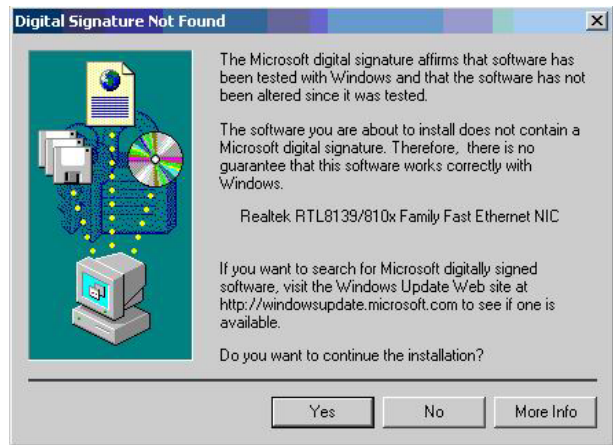 Digital Signature Not Found
The Microsoft digital signature affirms that software has
been tested with Windows and that the software has not
been altered since it was tested.
The software you are about to install does not contain a
Microsoft digital signature. Therefore,  there is no
guarantee that this software works correctly with
Windows.
Realtek RTL8139/810x Family Fast Ethernet NIC
If you want to search for Microsoft digitally signed
software, visit the Windows Update Web site at
http://windowsupdate.microsoft.com to see if one is
available.
Do you want to continue the installation?
Yes No More Info